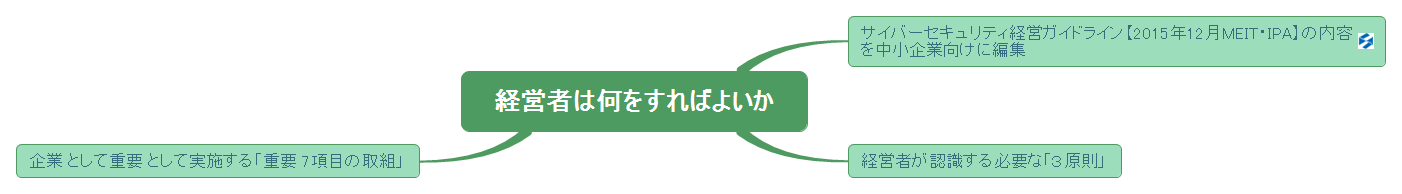 サイバーセキュリティ経営ガイドライン【2015年12月MEIT・IPA】の内容
を中小企業向けに編集
経営者は何をすればよいか
企業として重要として実施する「重要７項目の取組」
経営者が認識する必要な「３原則」